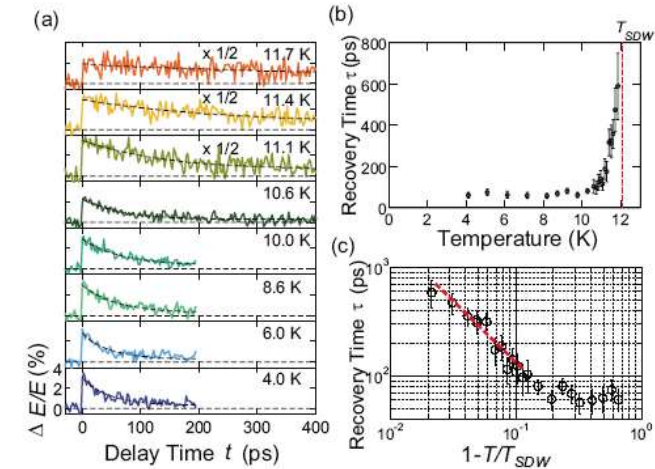 (a)
x 1/2
11.7 K
x 1/2
11.4 K
x 1/2
11.1 K
10.6 K
10.0 K
8.6 K
6.0 K
4.0 K
Δ E/E (%)
4
2
0
0 100 200 300 400
Delay Time t (ps)
(b)
T_SDW
Recovery Time τ (ps)
800
600
400
200
0
0 2 4 6 8 10 12
Temperature (K)
(c)
Recovery Time τ (ps)
10^3
10^2
10^-2 10^-1 10^0
1-T/T_SDW